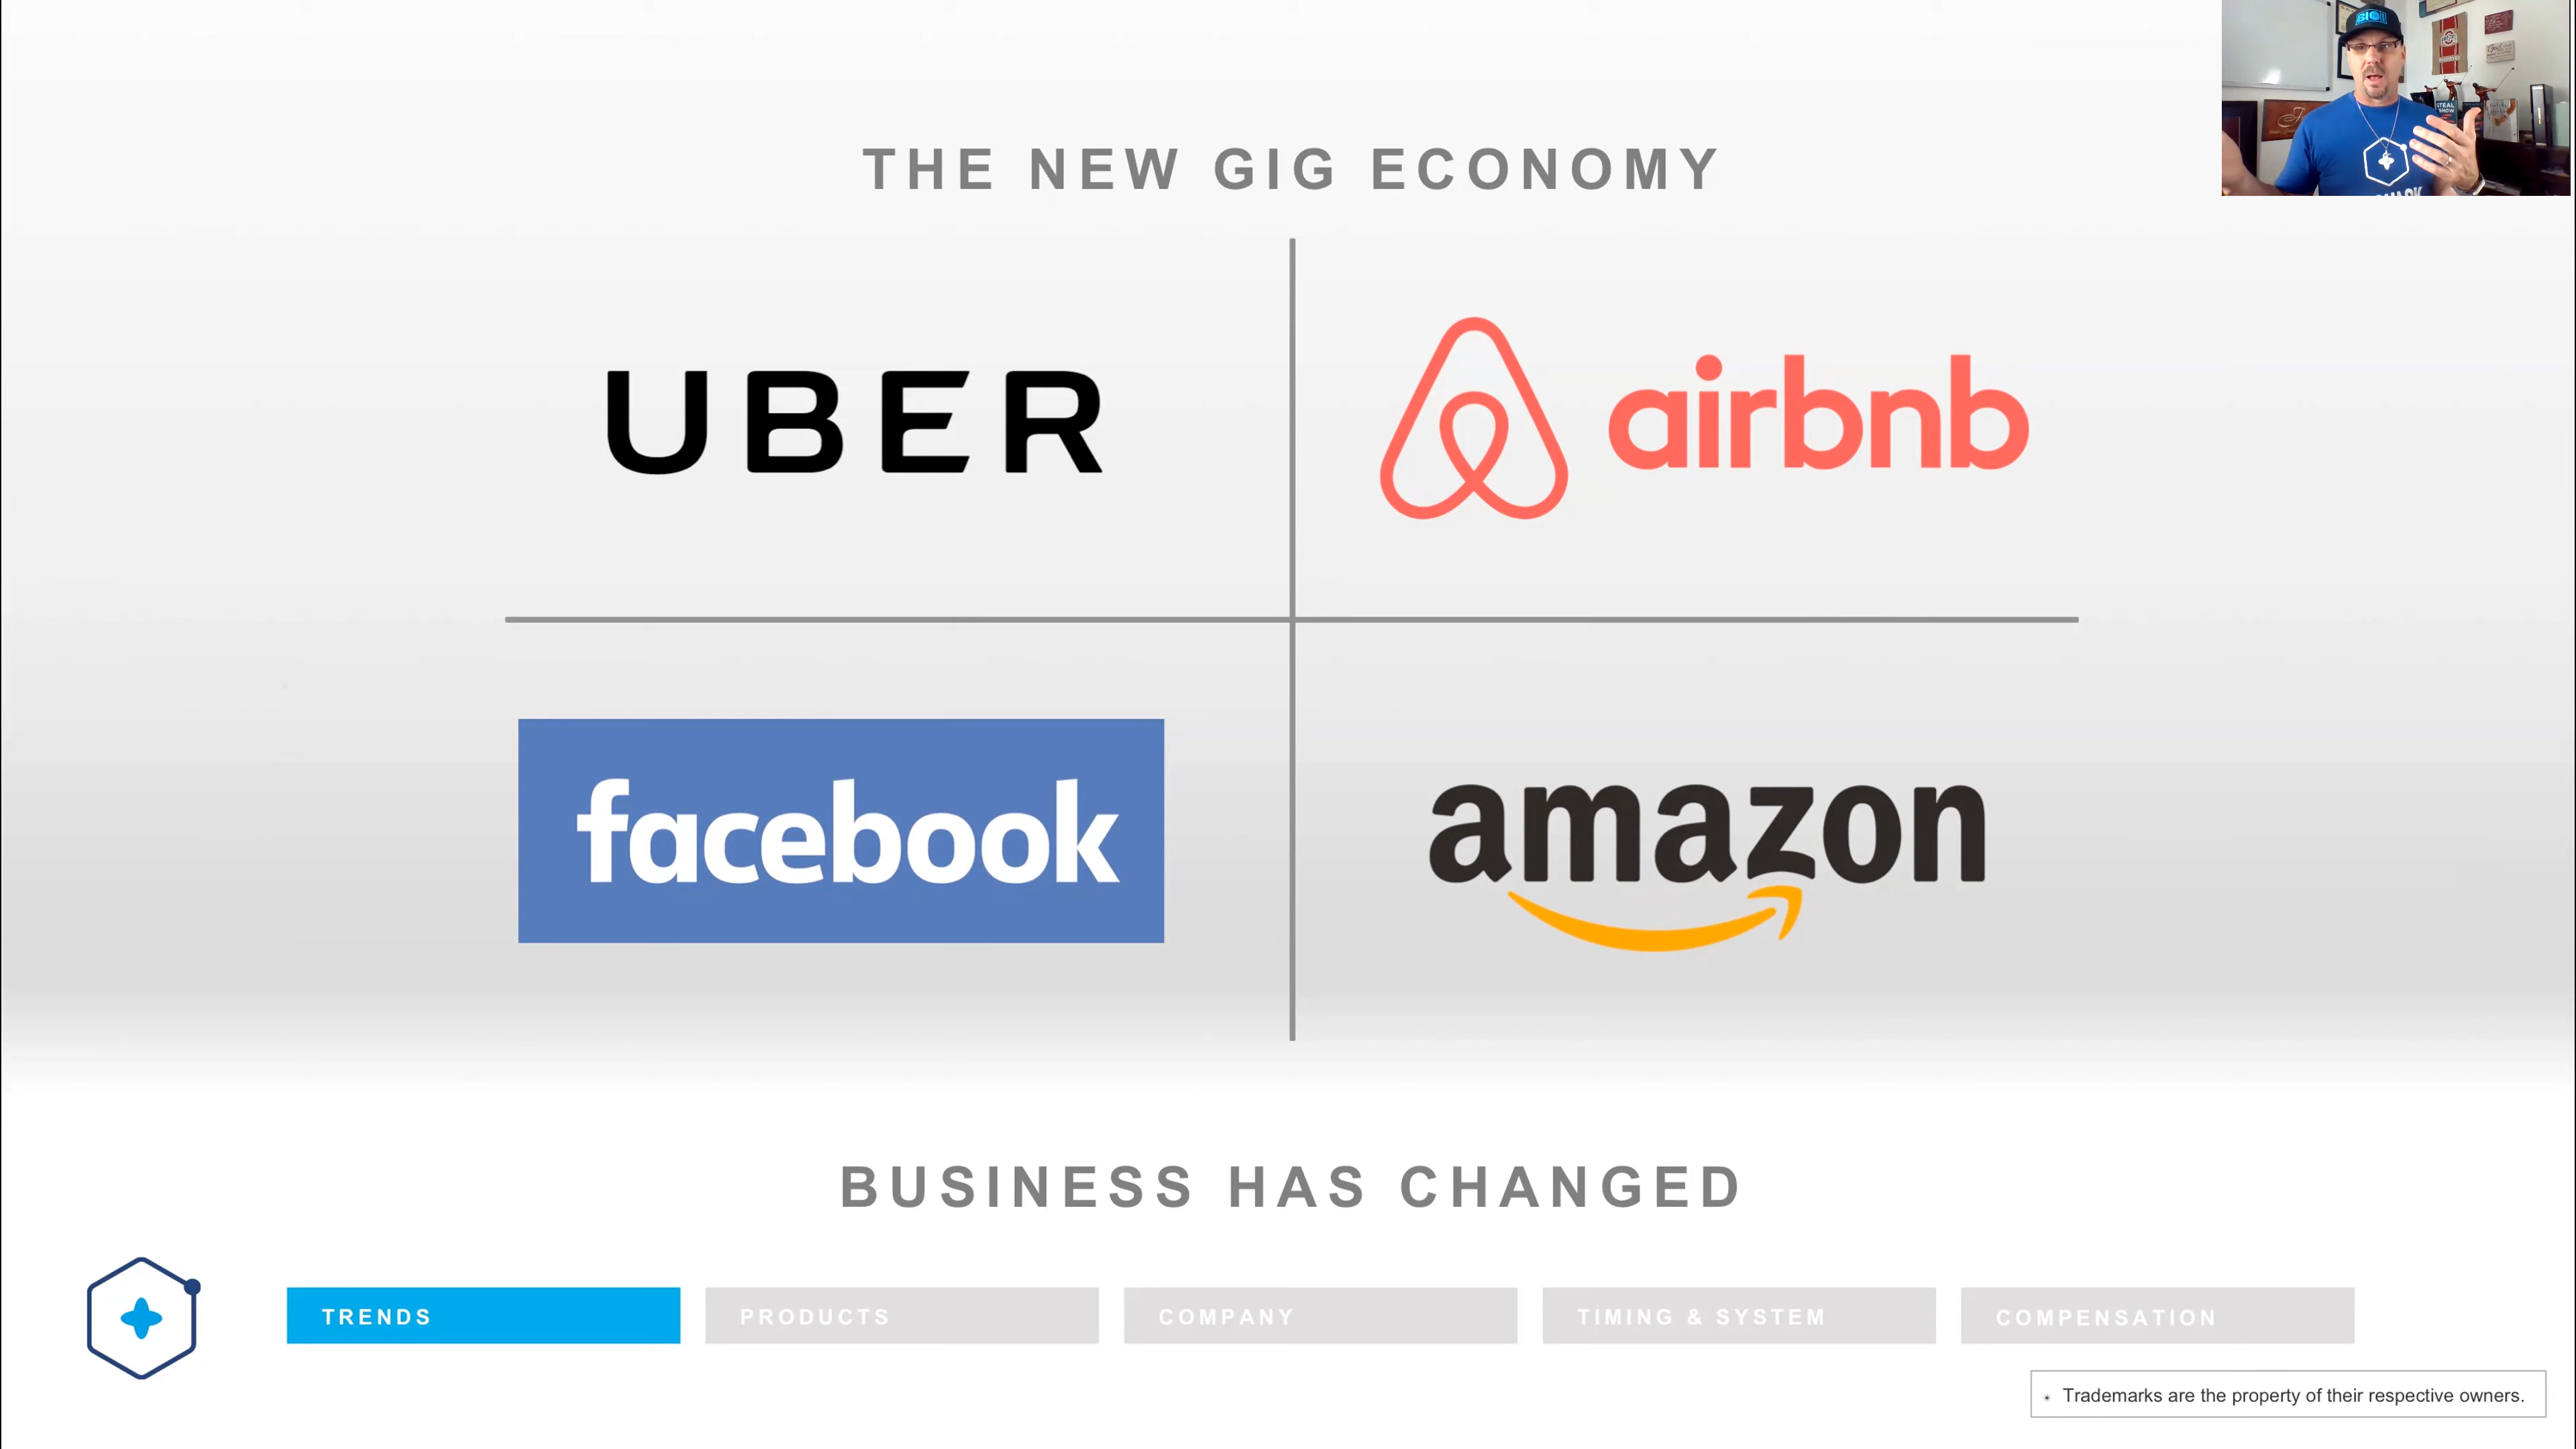 THE NEW GIG ECONOMY
UBER
airbnb
facebook
amazon
BUSINESS HAS CHANGED
TRENDS
PRODUCTS
COMPANY
TIMING & SYSTEM
COMPENSATION
* Trademarks are the property of their respective owners.